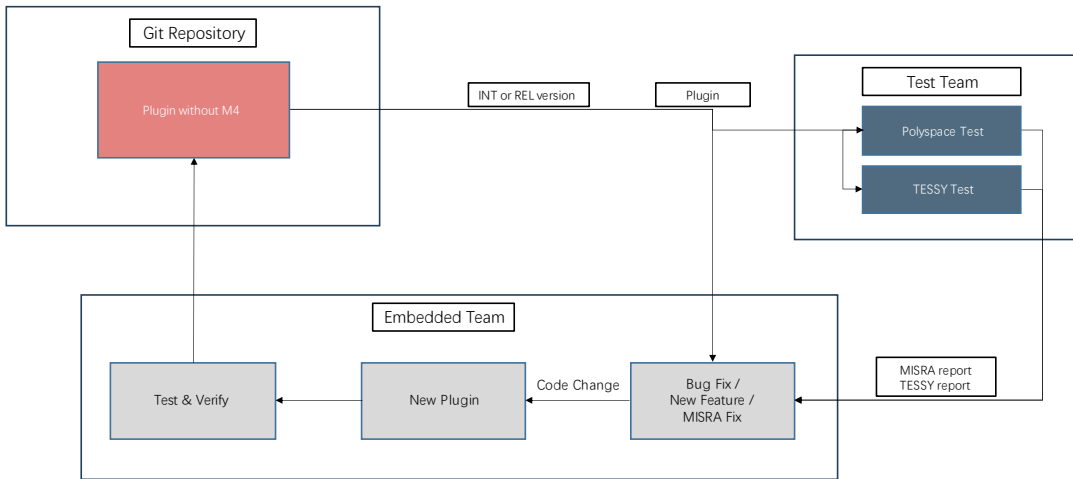 Git Repository
Plugin without M4
INT or REL version
Plugin
Test Team
Polyspace Test
TESSY Test
Embedded Team
Test & Verify
New Plugin
Code Change
Bug Fix /
New Feature /
MISRA Fix
MISRA report
TESSY report